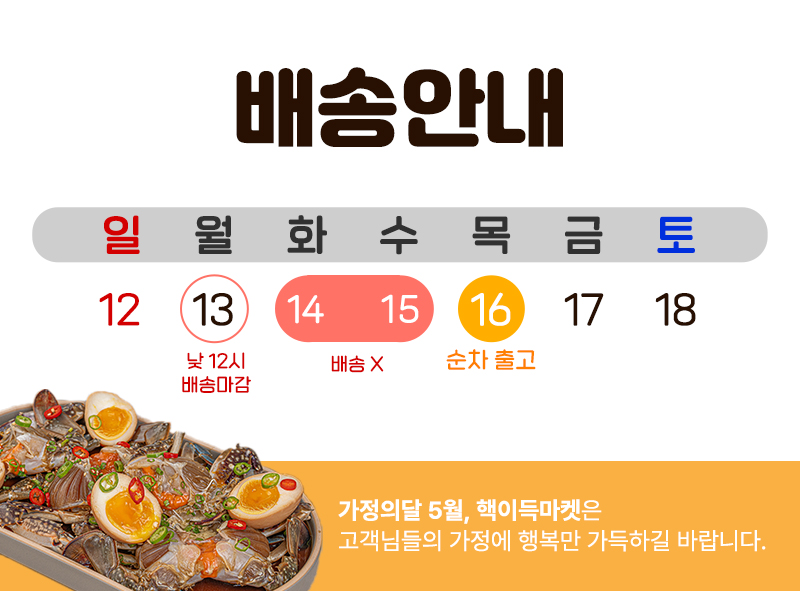 배송안내
일 월 화 수 목 금 토
12 13 14 15 16 17 18
낮 12시
배송마감
배송 X
순차 출고
가정의달 5월, 핵이득마켓은
고객님들의 가정에 행복만 가득하길 바랍니다.